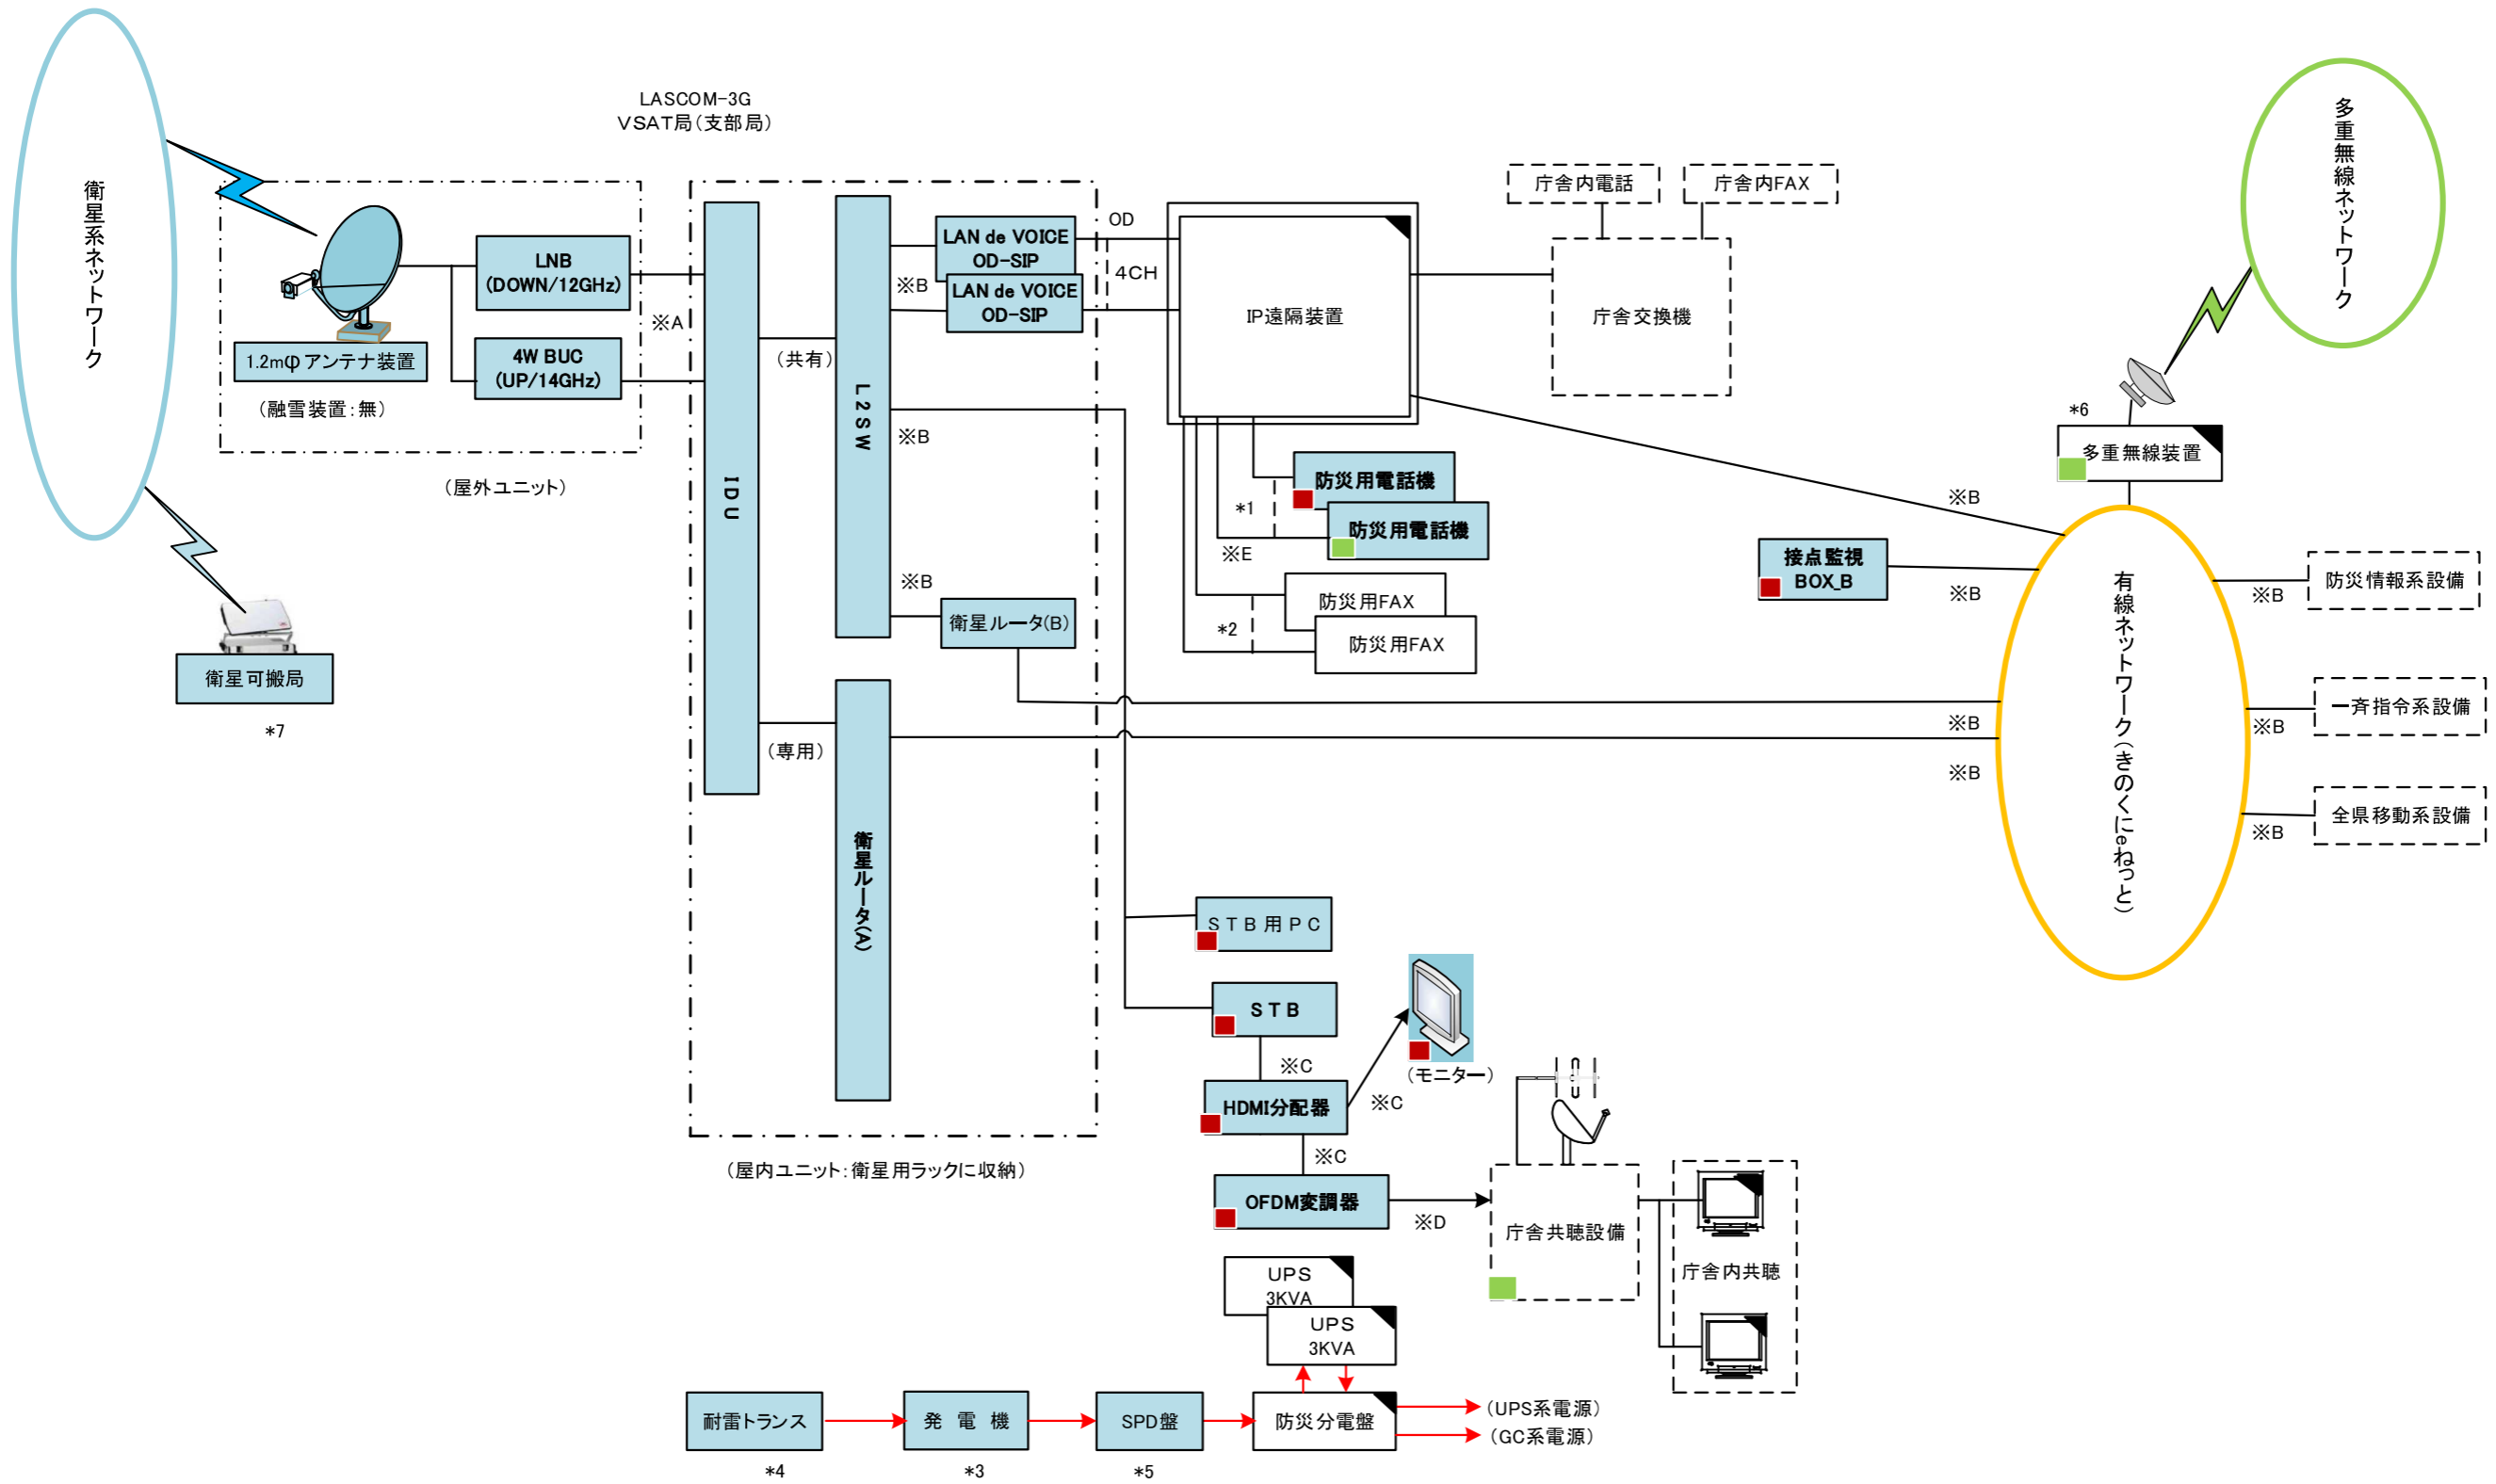 LASCOM-3G
VSAT局(支部局)
衛星系ネットワーク
1.2mφアンテナ装置
(融雪装置:無)
LNB
(DOWN/12GHz)
4W BUC
(UP/14GHz)
※A
(屋外ユニット)
衛星可搬局
*7
IDU
(共有)
(専用)
L2SW
※B
LAN de VOICE
OD-SIP
LAN de VOICE
OD-SIP
OD
4CH
※B
※B
衛星ルータ(B)
衛星ルータ(A)
(屋内ユニット:衛星用ラックに収納)
IP遠隔装置
庁舎内電話
庁舎内FAX
庁舎交換機
防災用電話機
*1
防災用電話機
※E
防災用FAX
*2
防災用FAX
多重無線ネットワーク
*6
多重無線装置
※B
接点監視
BOX_B
※B
有線ネットワーク(きのくにeねっと)
※B
防災情報系設備
※B
一斉指令系設備
※B
全県移動系設備
※B
※B
STB用PC
STB
※C
(モニター)
HDMI分配器
※C
※C
OFDM変調器
※D
庁舎共聴設備
庁舎内共聴
UPS
3KVA
UPS
3KVA
耐雷トランス
*4
発電機
*3
SPD盤
*5
防災分電盤
(UPS系電源)
(GC系電源)